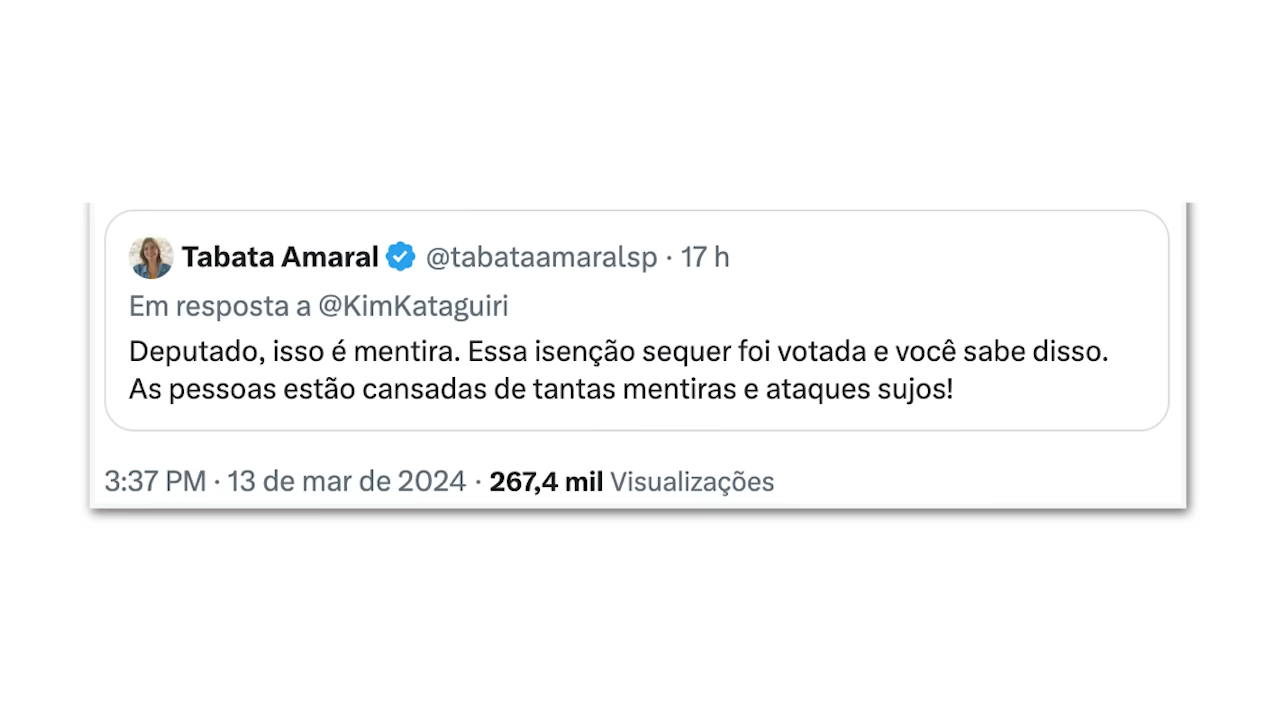 Tabata Amaral @tabataamaralsp · 17 h
Em resposta a @KimKataguiri
Deputado, isso é mentira. Essa isenção sequer foi votada e você sabe disso.
As pessoas estão cansadas de tantas mentiras e ataques sujos!
3:37 PM · 13 de mar de 2024 · 267,4 mil Visualizações